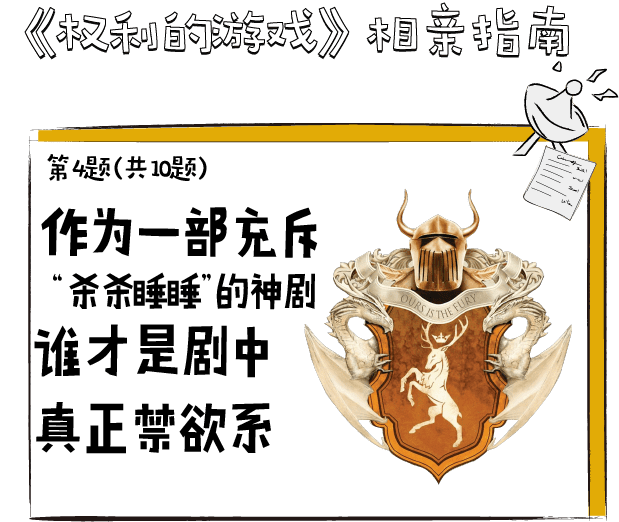 《权利的游戏》相亲指南
第4题(共10题)
作为一部充斥
“杀杀睡睡”的神剧
谁才是剧中
真正禁欲系
OURS IS THE FURY